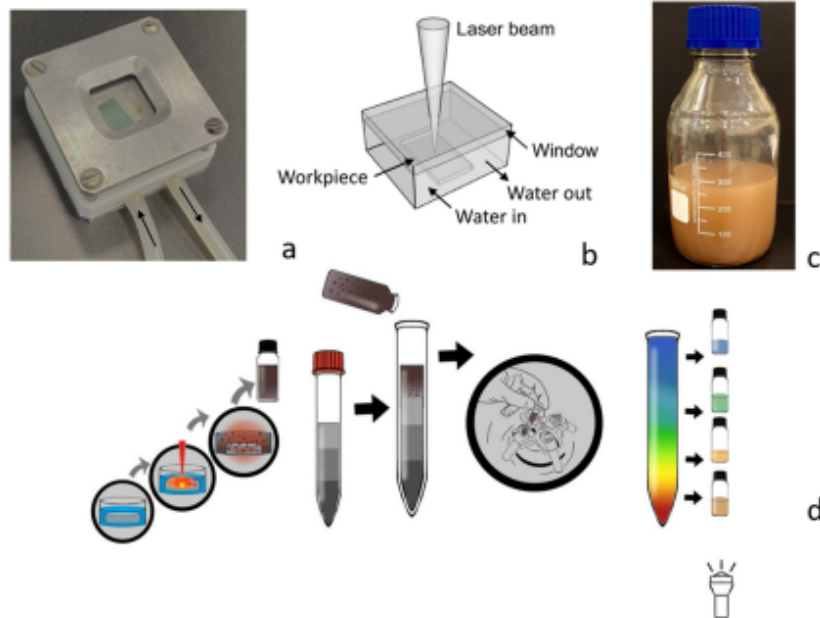 Laser beam
Window
Workpiece
Water out
Water in
a
b
c
400
300
200
100
d